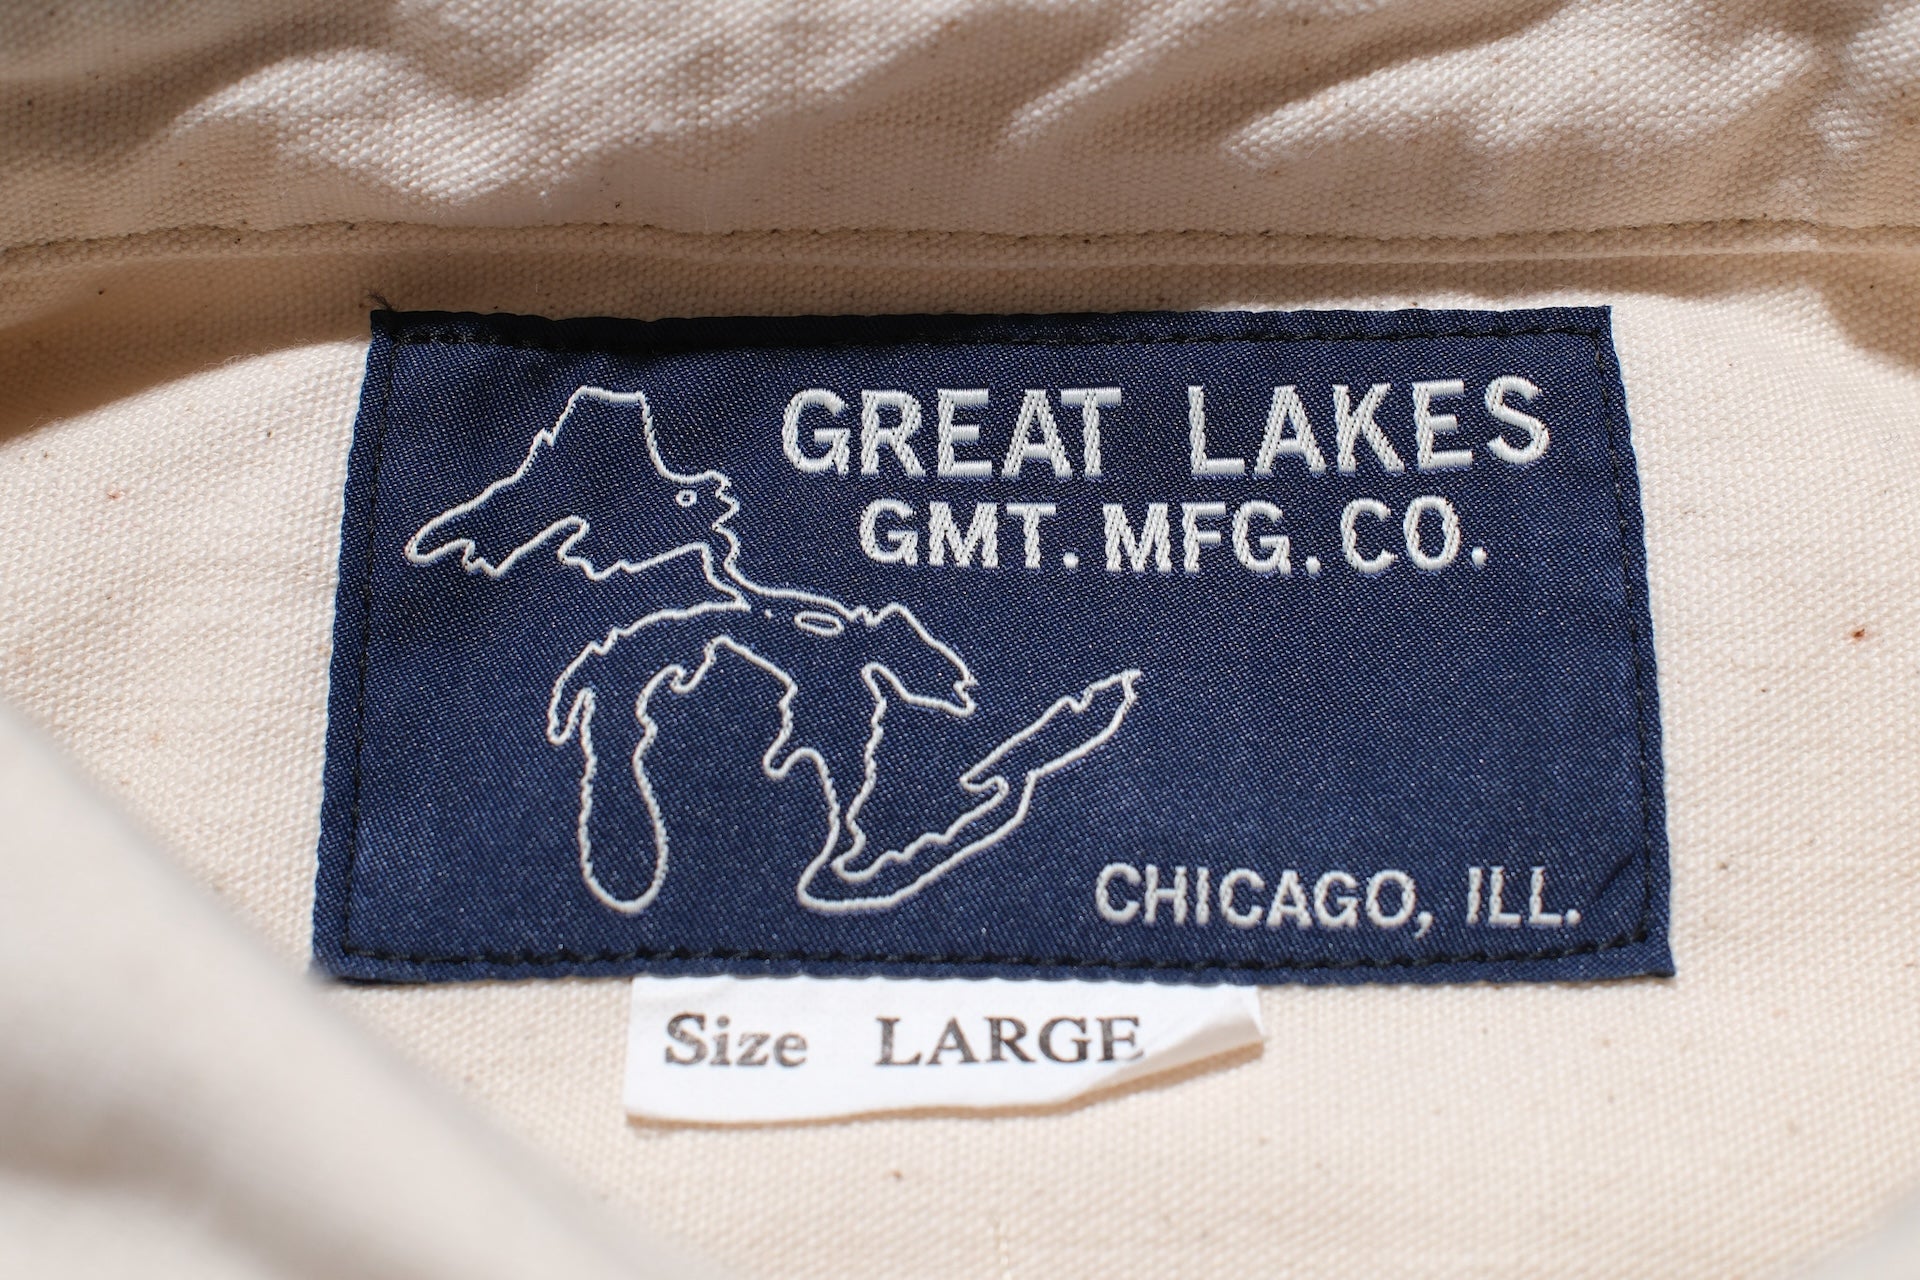 GREAT LAKES
GMT. MFG. CO.
CHICAGO, ILL.
Size LARGE